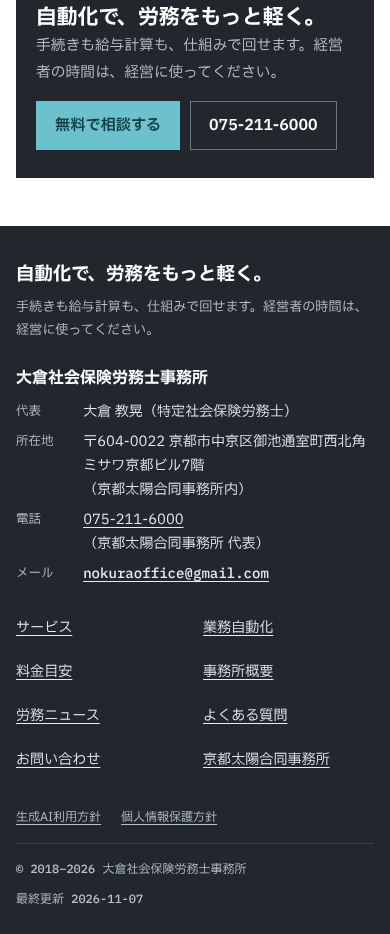 自動化で、労務をもっと軽く。
手続きも給与計算も、仕組みで回せます。経営
者の時間は、経営に使ってください。
無料で相談する 075-211-6000
自動化で、労務をもっと軽く。
手続きも給与計算も、仕組みで回せます。経営者の時間は、
経営に使ってください。
大倉社会保険労務士事務所
代表 大倉 教晃（特定社会保険労務士）
所在地 〒604-0022 京都市中京区御池通室町西北角
ミサワ京都ビル7階
（京都太陽合同事務所内）
電話 075-211-6000
（京都太陽合同事務所 代表）
メール nokuraoffice@gmail.com
サービス 業務自動化
料金目安 事務所概要
労務ニュース よくある質問
お問い合わせ 京都太陽合同事務所
生成AI利用方針 個人情報保護方針
© 2018–2026 大倉社会保険労務士事務所
最終更新 2026-11-07